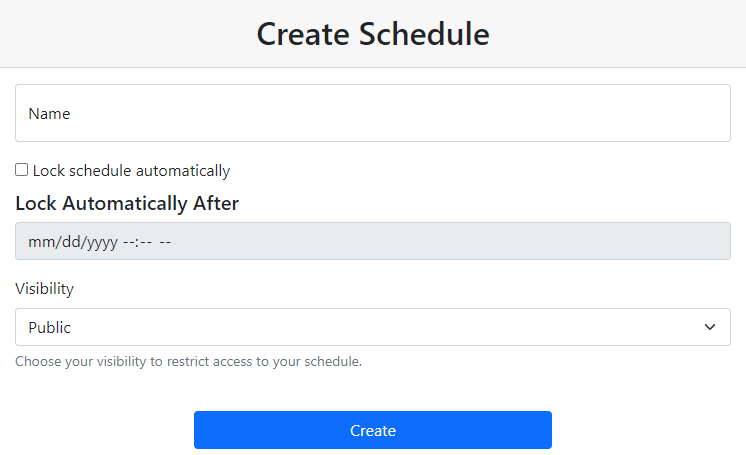 Create Schedule
Name
Lock schedule automatically
Lock Automatically After
mm/dd/yyyy --:-- --
Visibility
Public
Choose your visibility to restrict access to your schedule.
Create